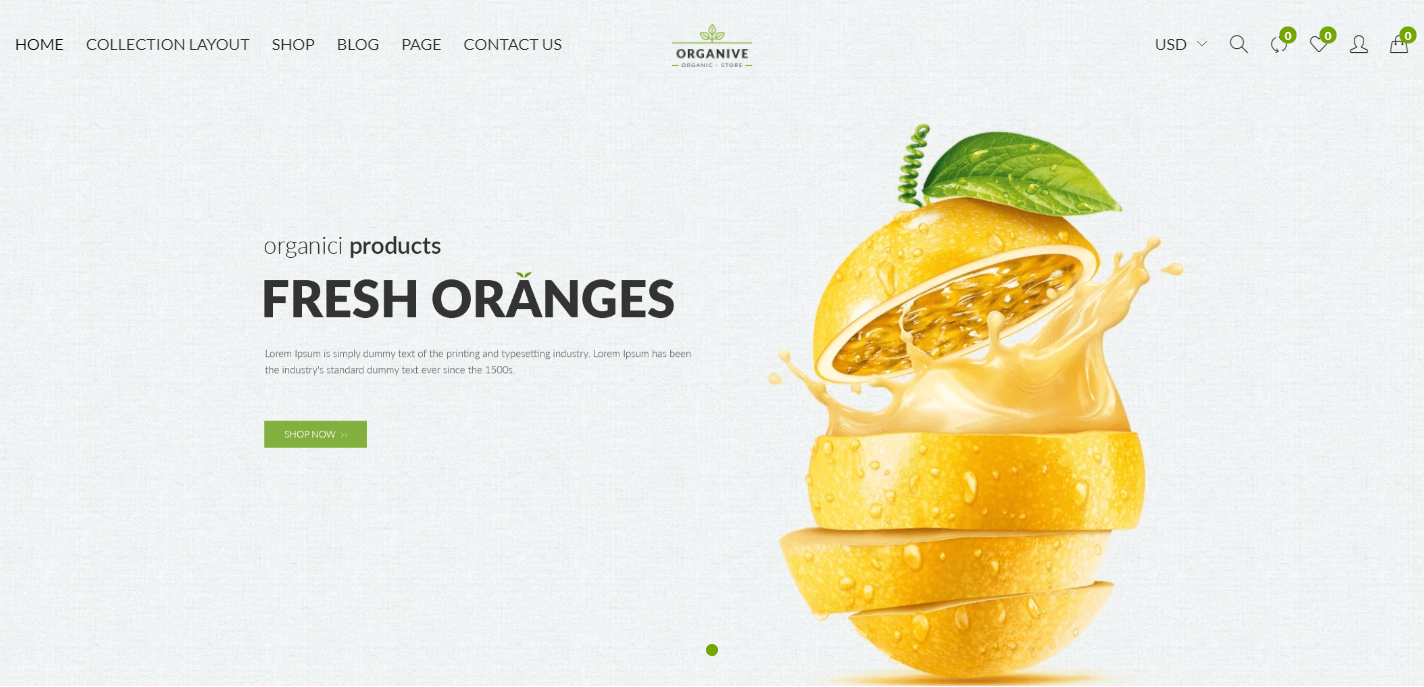 HOME COLLECTION LAYOUT SHOP BLOG PAGE CONTACT US
ORGANIVE
ORGANIC - STORE
USD
0 0 0
organici products
FRESH ORANGES
Lorem Ipsum is simply dummy text of the printing and typesetting industry. Lorem Ipsum has been
the industry's standard dummy text ever since the 1500s.
SHOP NOW >>